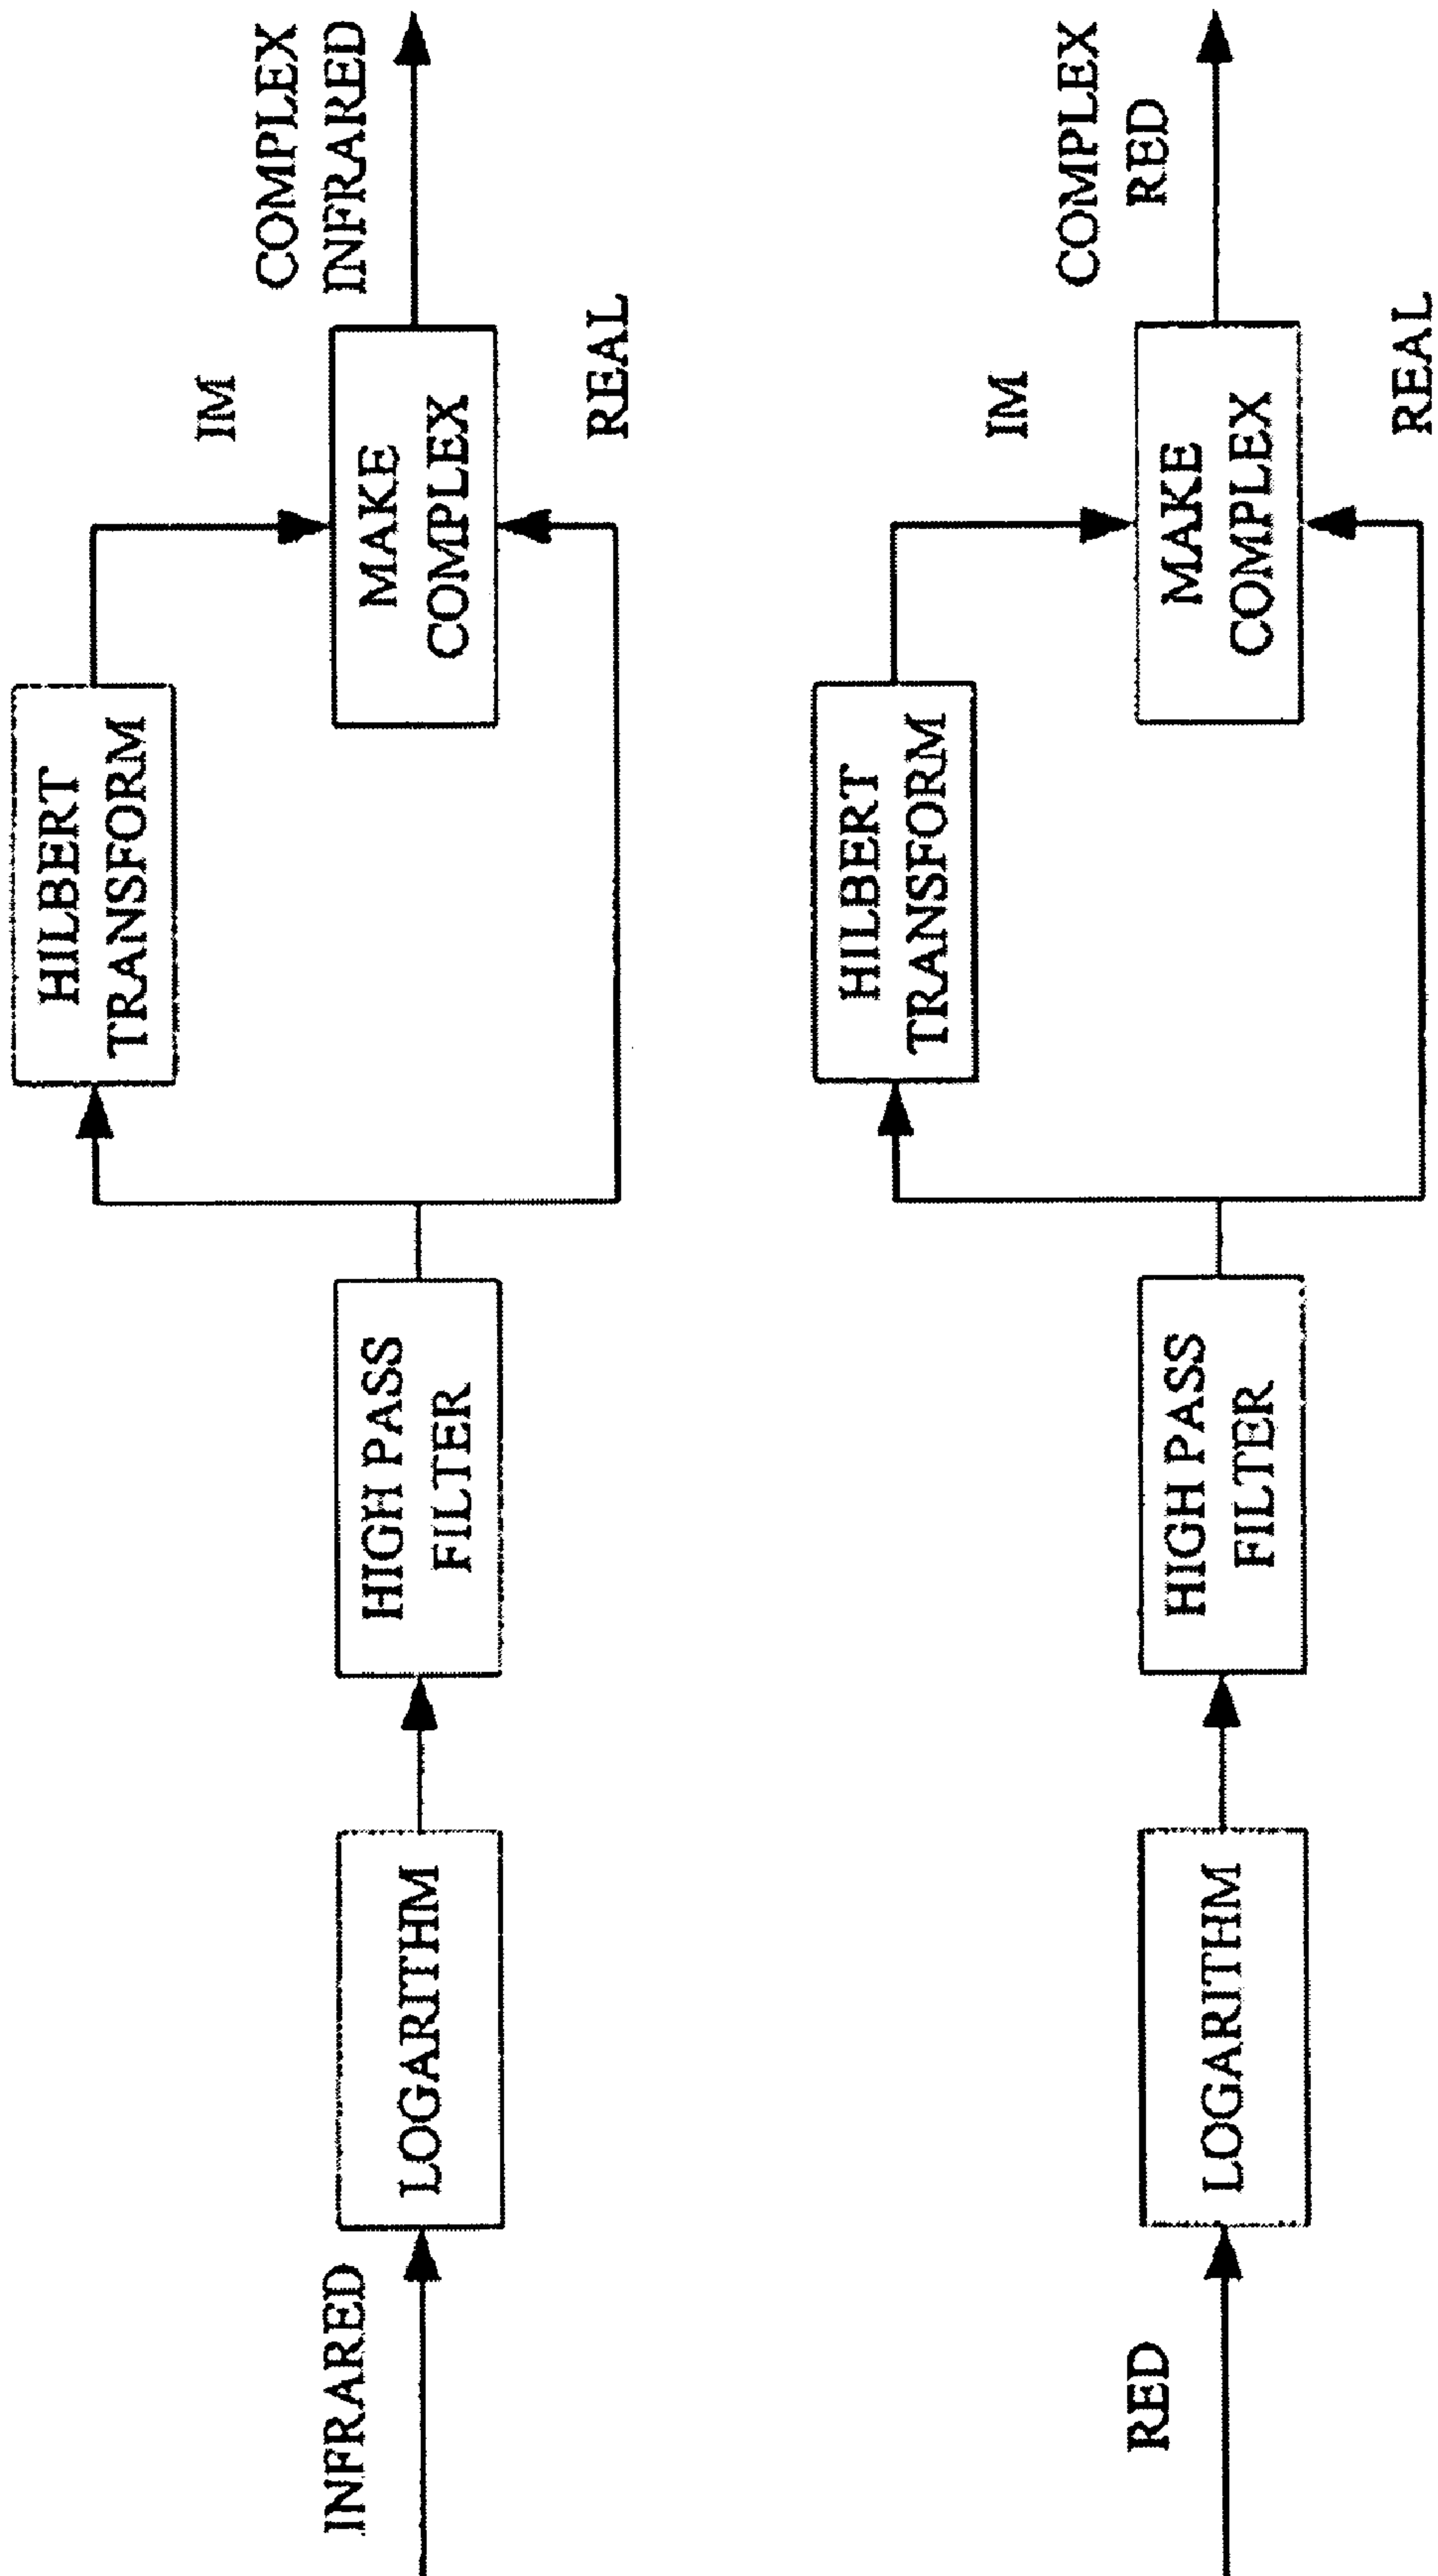 INFRARED
LOGARITHM
HIGH PASS
FILTER
HILBERT
TRANSFORM
IM
MAKE
COMPLEX
REAL
COMPLEX
INFRARED
RED
LOGARITHM
HIGH PASS
FILTER
HILBERT
TRANSFORM
IM
MAKE
COMPLEX
REAL
COMPLEX
RED